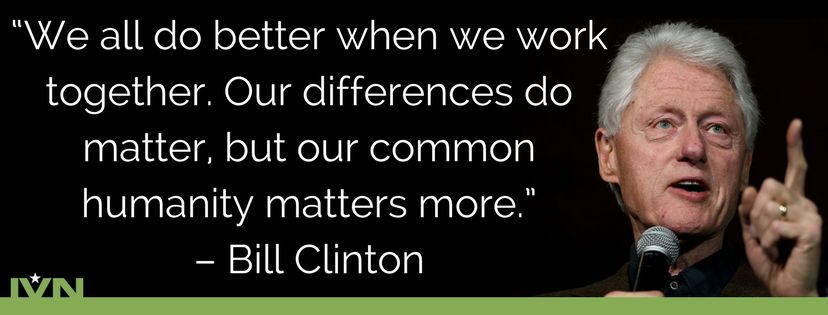 “We all do better when we work
together. Our differences do
matter, but our common
humanity matters more.”
– Bill Clinton
IVN